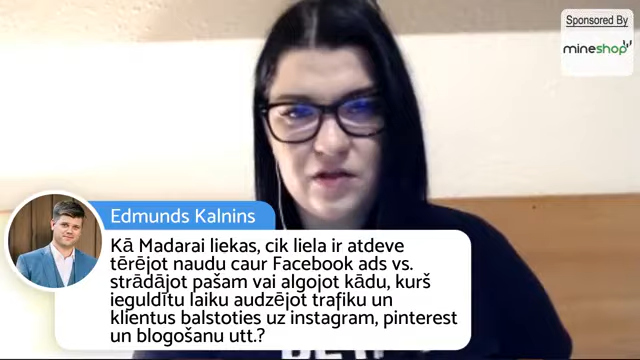 Sponsored By
mineshop
Edmunds Kalnins
Kā Madarai liekas, cik liela ir atdeve
tērējot naudu caur Facebook ads vs.
strādājot pašam vai algojot kādu, kurš
ieguldītu laiku audzējot trafiku un
klientus balstoties uz instagram, pinterest
un blogošanu utt.?